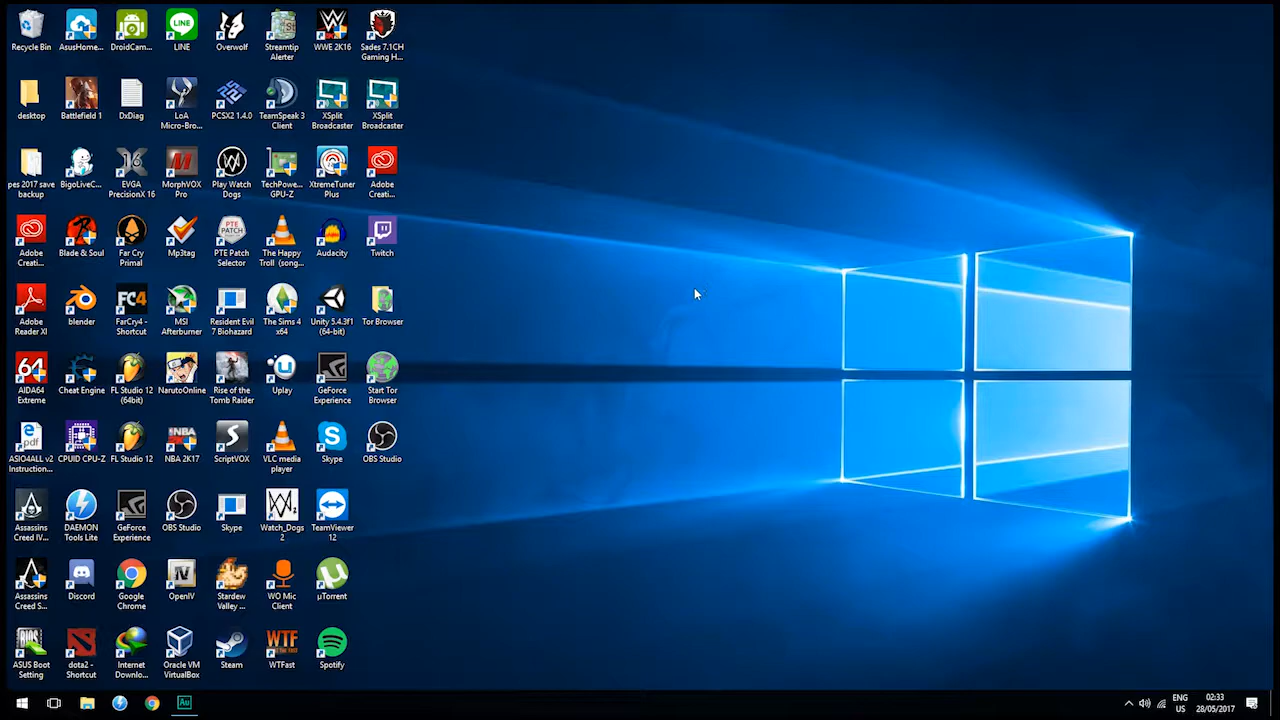 Recycle Bin
AsusHome...
DroidCam...
LINE
Overwolf
Streamtip
Alerter
WWE 2K16
Sades 7.1CH
Gaming H...
desktop
Battlefield 1
DxDiag
LoA
Micro-Bro...
PCSX2 1.4.0
TeamSpeak 3
Client
XSplit
Broadcaster
XSplit
Broadcaster
pes 2017 save
backup
BigoLiveC...
EVGA
PrecisionX 16
MorphVOX
Pro
Play Watch
Dogs
TechPowe...
GPU-Z
XtremeTuner
Plus
Adobe
Creati...
Adobe
Creati...
Blade & Soul
Far Cry
Primal
Mp3tag
PTE Patch
Selector
The Happy
Troll (song...
Audacity
Twitch
Adobe
Reader XI
blender
FarCry4 -
Shortcut
MSI
Afterburner
Resident Evil
7 Biohazard
The Sims 4
x64
Unity 5.4.3f1
(64-bit)
Tor Browser
AIDA64
Extreme
Cheat Engine
FL Studio 12
(64bit)
NarutoOnline
Rise of the
Tomb Raider
Uplay
GeForce
Experience
Start Tor
Browser
ASIO4ALL v2
Instruction...
CPUID CPU-Z
FL Studio 12
NBA 2K17
ScriptVOX
VLC media
player
Skype
OBS Studio
Assassins
Creed IV...
DAEMON
Tools Lite
GeForce
Experience
OBS Studio
Skype
Watch_Dogs
2
TeamViewer
12
Assassins
Creed S...
Discord
Google
Chrome
OpenIV
Stardew
Valley ...
WO Mic
Client
µTorrent
ASUS Boot
Setting
dota2 -
Shortcut
Internet
Downlo...
Oracle VM
VirtualBox
Steam
WTFast
Spotify
ENG
US
02:33
28/05/2017